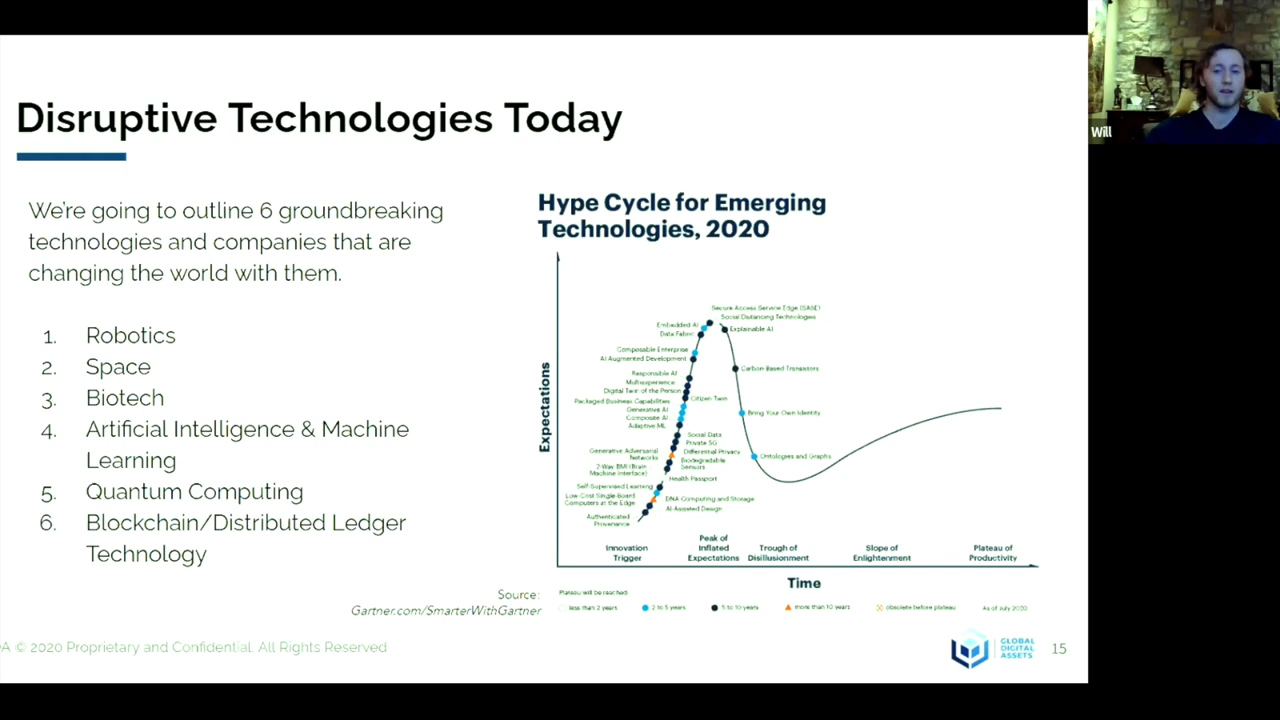 Disruptive Technologies Today
We're going to outline 6 groundbreaking
technologies and companies that are
changing the world with them.
1. Robotics
2. Space
3. Biotech
4. Artificial Intelligence & Machine
Learning
5. Quantum Computing
6. Blockchain/Distributed Ledger
Technology
Hype Cycle for Emerging
Technologies, 2020
Expectations
Secure Access Service Edge (SASE)
Social Distancing Technologies
Embedded AI
Explainable AI
Data Fabric
Composable Enterprise
AI Augmented Development
Carbon-Based Transistors
Responsible AI
Multiexperience
Digital Twin of the Person
Citizen Twin
Packaged Business Capabilities
Generative AI
Bring Your Own Identity
Composite AI
Adaptive ML
Social Data
Private 5G
Generative Adversarial
Networks
Differential Privacy
Ontologies and Graphs
Biodegradable
Sensors
2-Way BMI (Brain
Machine Interface)
Health Passport
Self-Supervised Learning
Low-Cost Single-Board
Computers at the Edge
DNA Computing and Storage
AI-Assisted Design
Authenticated
Provenance
Innovation
Trigger
Peak of
Inflated
Expectations
Trough of
Disillusionment
Slope of
Enlightenment
Plateau of
Productivity
Time
Plateau will be reached:
less than 2 years
2 to 5 years
5 to 10 years
more than 10 years
obsolete before plateau
As of July 2020
Source:
Gartner.com/SmarterWithGartner
A © 2020 Proprietary and Confidential. All Rights Reserved
GLOBAL
DIGITAL
ASSETS
15
Will